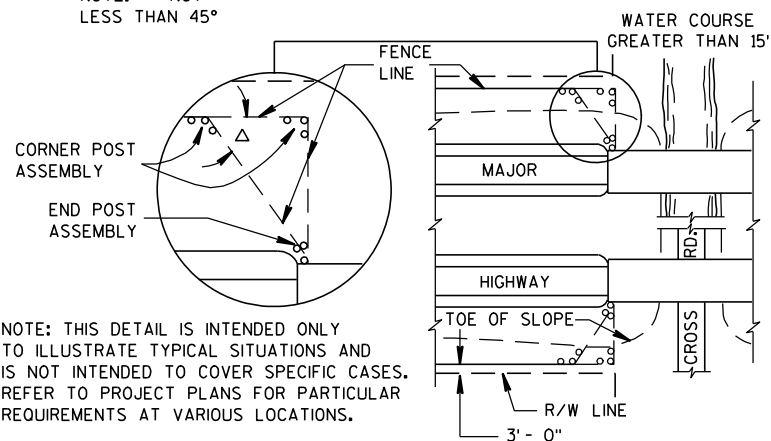 LESS THAN 45°
FENCE
LINE
WATER COURSE
GREATER THAN 15'
CORNER POST
ASSEMBLY
△
END POST
ASSEMBLY
MAJOR
HIGHWAY
TOE OF SLOPE
CROSS RD.
R/W LINE
3'- 0"
NOTE: THIS DETAIL IS INTENDED ONLY
TO ILLUSTRATE TYPICAL SITUATIONS AND
IS NOT INTENDED TO COVER SPECIFIC CASES.
REFER TO PROJECT PLANS FOR PARTICULAR
REQUIREMENTS AT VARIOUS LOCATIONS.